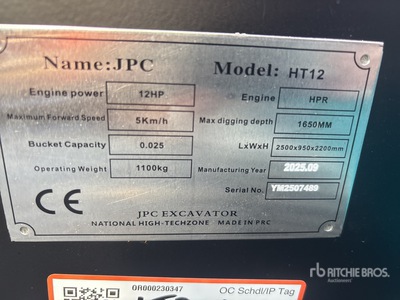 Name:JPC Model: HT12
Engine power 12HP Engine HPR
Maximum Forward Speed 5Km/h Max digging depth 1650MM
Bucket Capacity 0.025 LxWxH 2500x950x2200mm
Operating Weight 1100kg Manufacturing Year 2025.09
Serial No. YM2507489
CE
JPC EXCAVATOR
NATIONAL HIGH-TECHZONE MADE IN PRC
OR000230347 OC Schdl/IP Tag
rb RITCHIE BROS.
Auctioneers